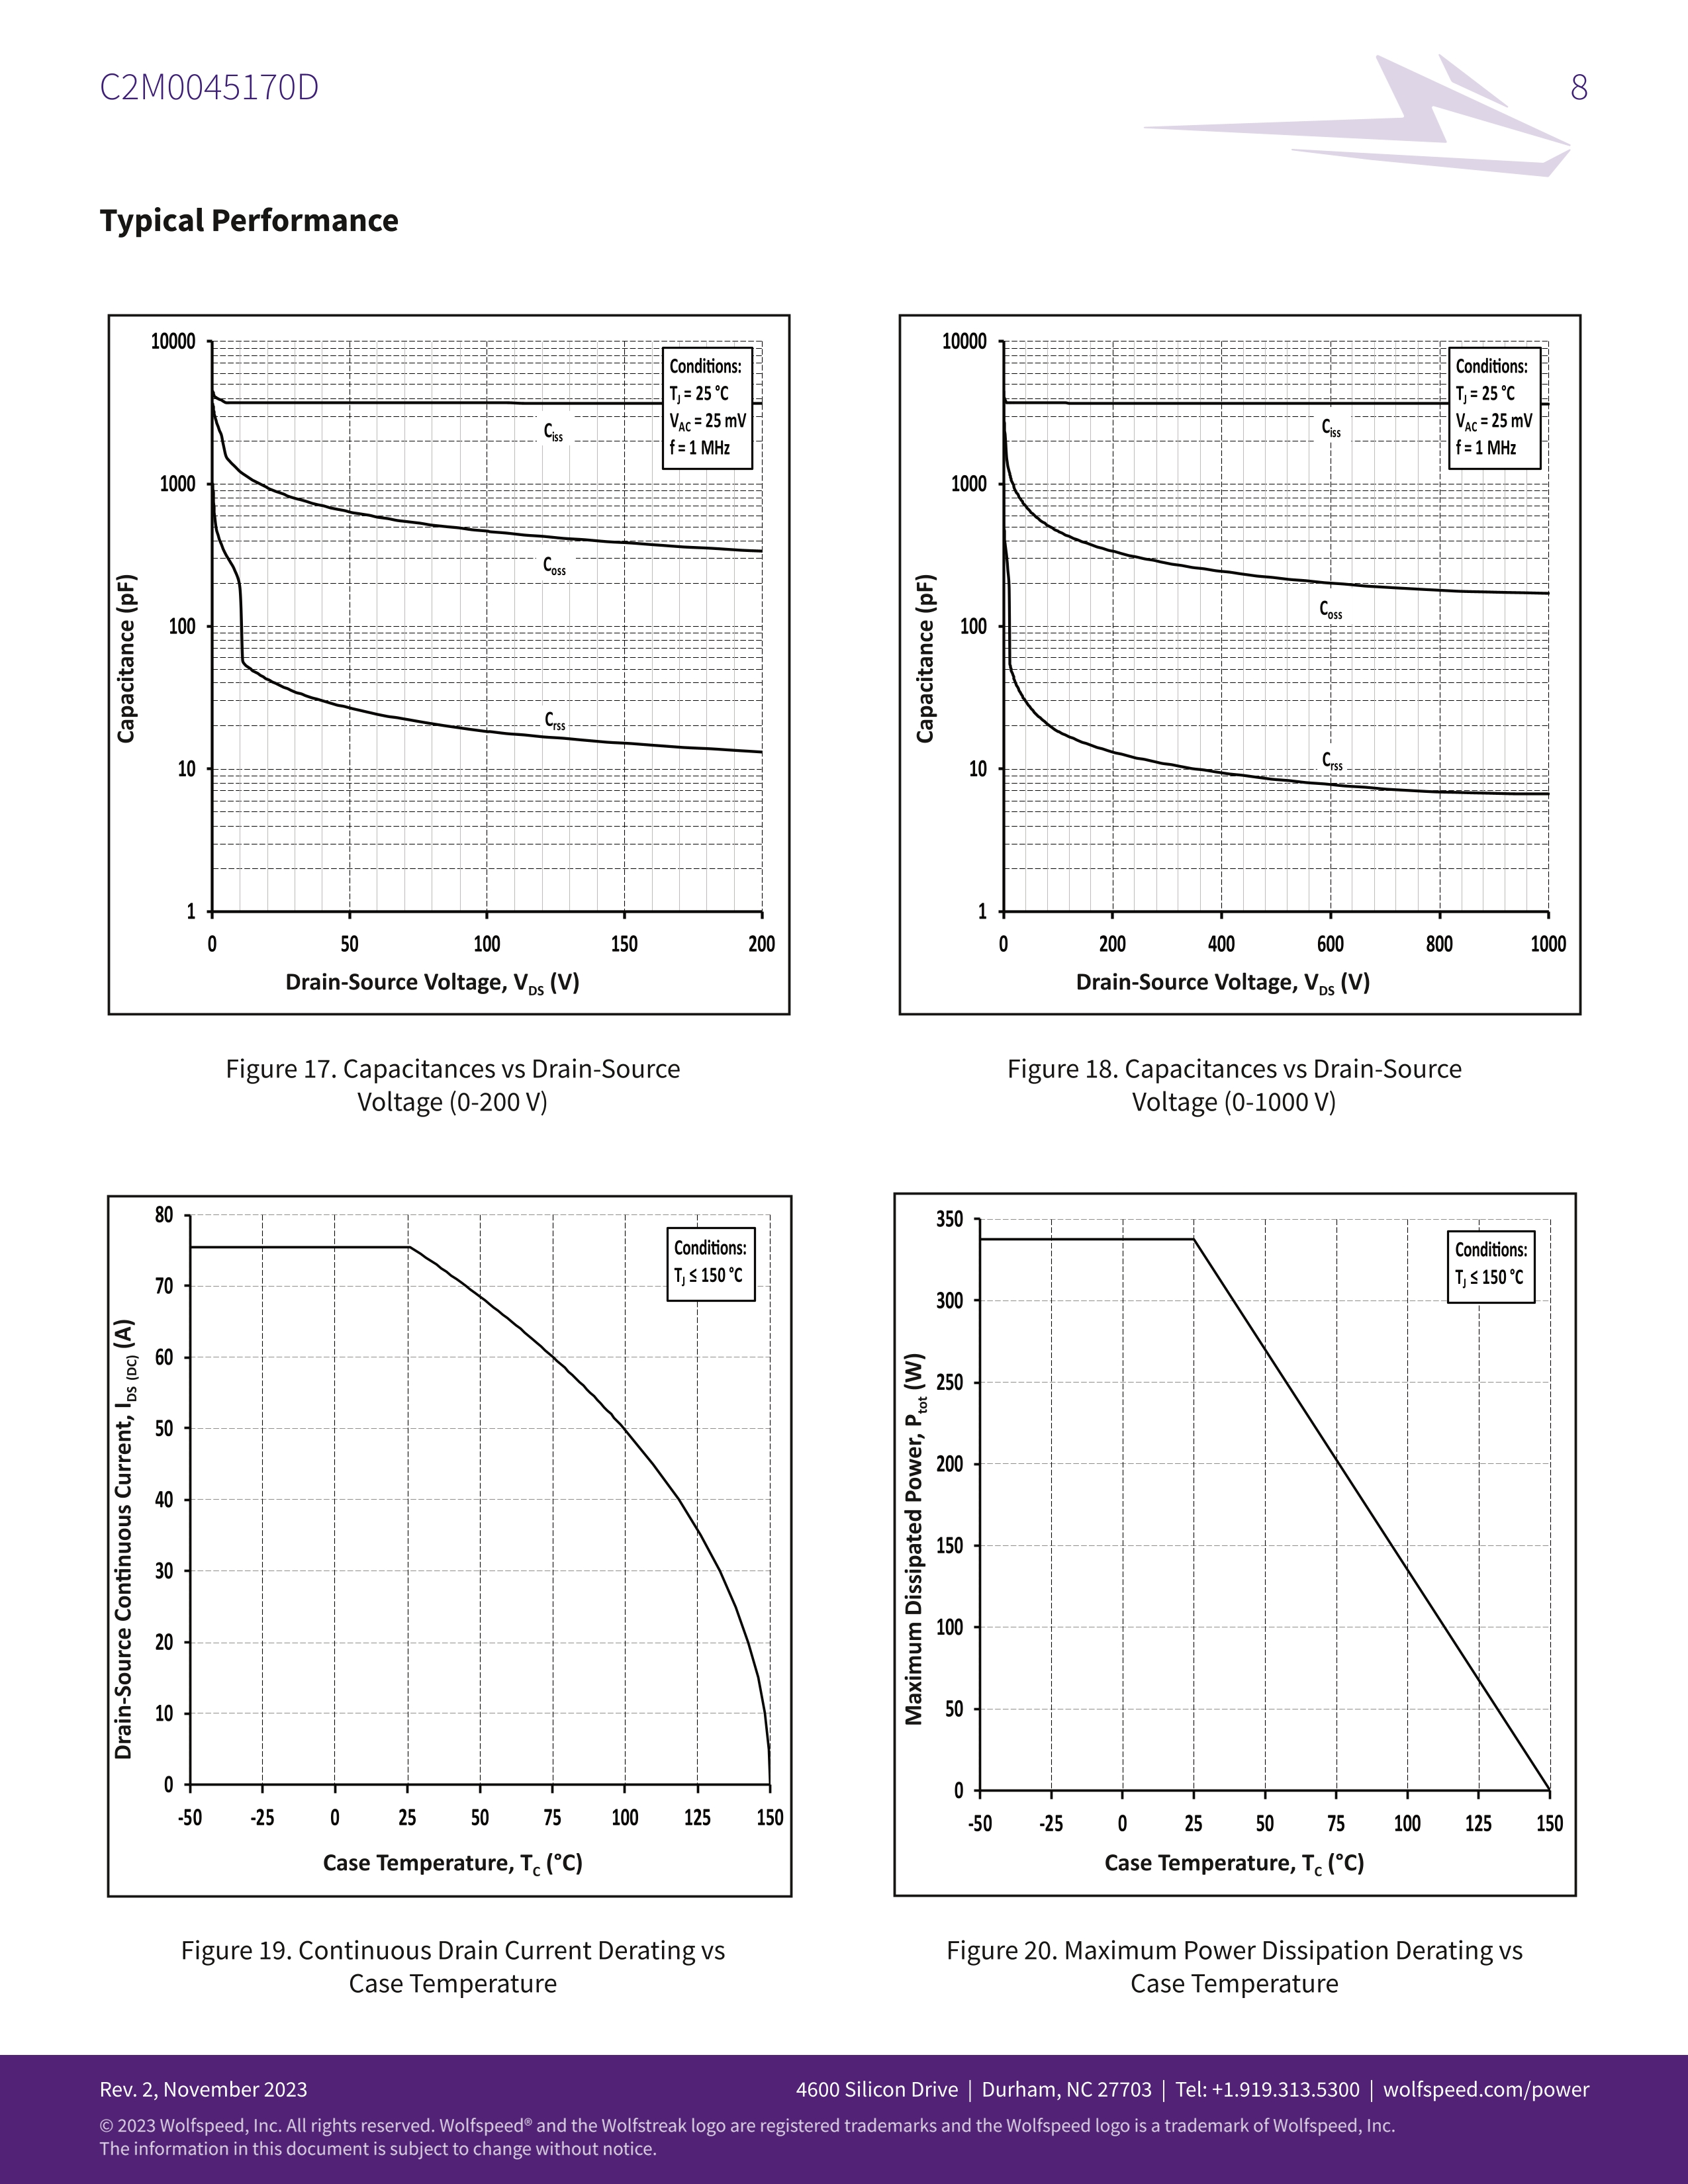 C2M0045170D
8
Typical Performance
10000
1000
100
10
1
Capacitance (pF)
Conditions:
TJ = 25 °C
VAC = 25 mV
f = 1 MHz
Ciss
Coss
Crss
0 50 100 150 200
Drain-Source Voltage, VDS (V)
Figure 17. Capacitances vs Drain-Source
Voltage (0-200 V)
10000
1000
100
10
1
Capacitance (pF)
Conditions:
TJ = 25 °C
VAC = 25 mV
f = 1 MHz
Ciss
Coss
Crss
0 200 400 600 800 1000
Drain-Source Voltage, VDS (V)
Figure 18. Capacitances vs Drain-Source
Voltage (0-1000 V)
80
70
60
50
40
30
20
10
0
Drain-Source Continuous Current, IDS (DC) (A)
Conditions:
TJ ≤ 150 °C
-50 -25 0 25 50 75 100 125 150
Case Temperature, TC (°C)
Figure 19. Continuous Drain Current Derating vs
Case Temperature
350
300
250
200
150
100
50
0
Maximum Dissipated Power, Ptot (W)
Conditions:
TJ ≤ 150 °C
-50 -25 0 25 50 75 100 125 150
Case Temperature, TC (°C)
Figure 20. Maximum Power Dissipation Derating vs
Case Temperature
Rev. 2, November 2023
4600 Silicon Drive | Durham, NC 27703 | Tel: +1.919.313.5300 | wolfspeed.com/power
© 2023 Wolfspeed, Inc. All rights reserved. Wolfspeed® and the Wolfstreak logo are registered trademarks and the Wolfspeed logo is a trademark of Wolfspeed, Inc.
The information in this document is subject to change without notice.